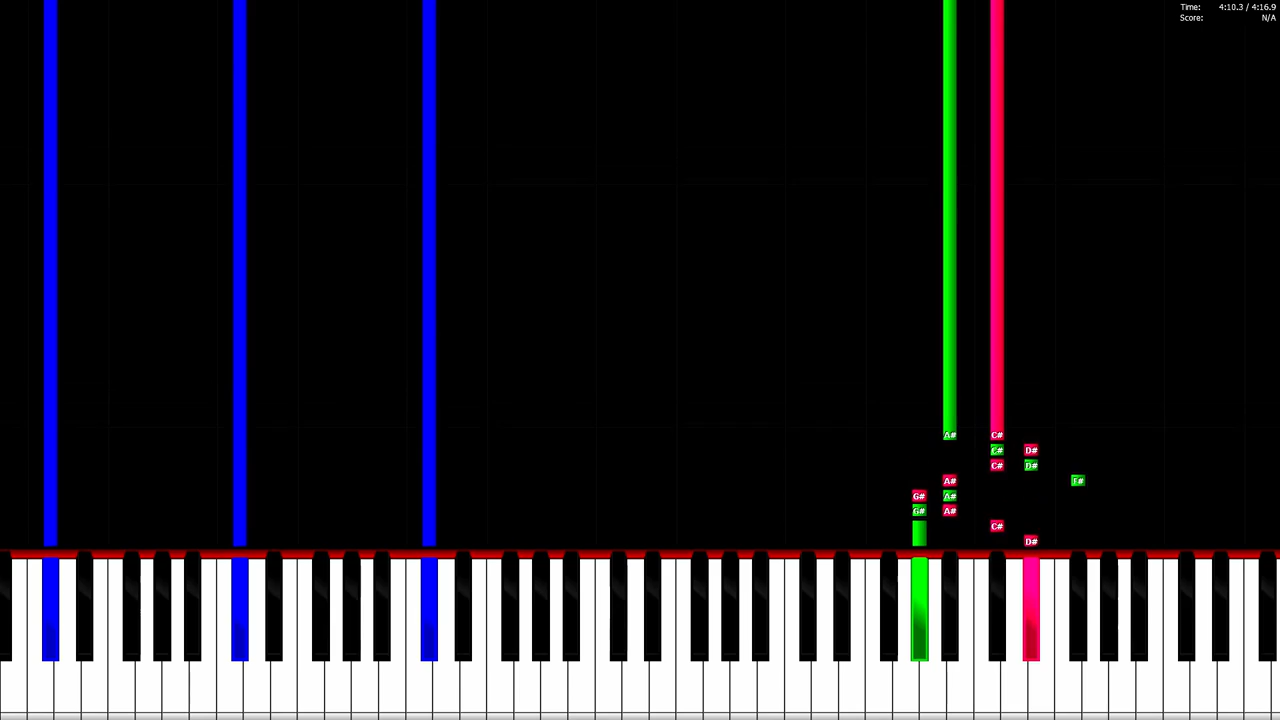 Time: 4:10.3 / 4:16.9
Score: N/A
A# C#
C# D#
C# D#
A# F#
G# A#
G# A#
C#
D#